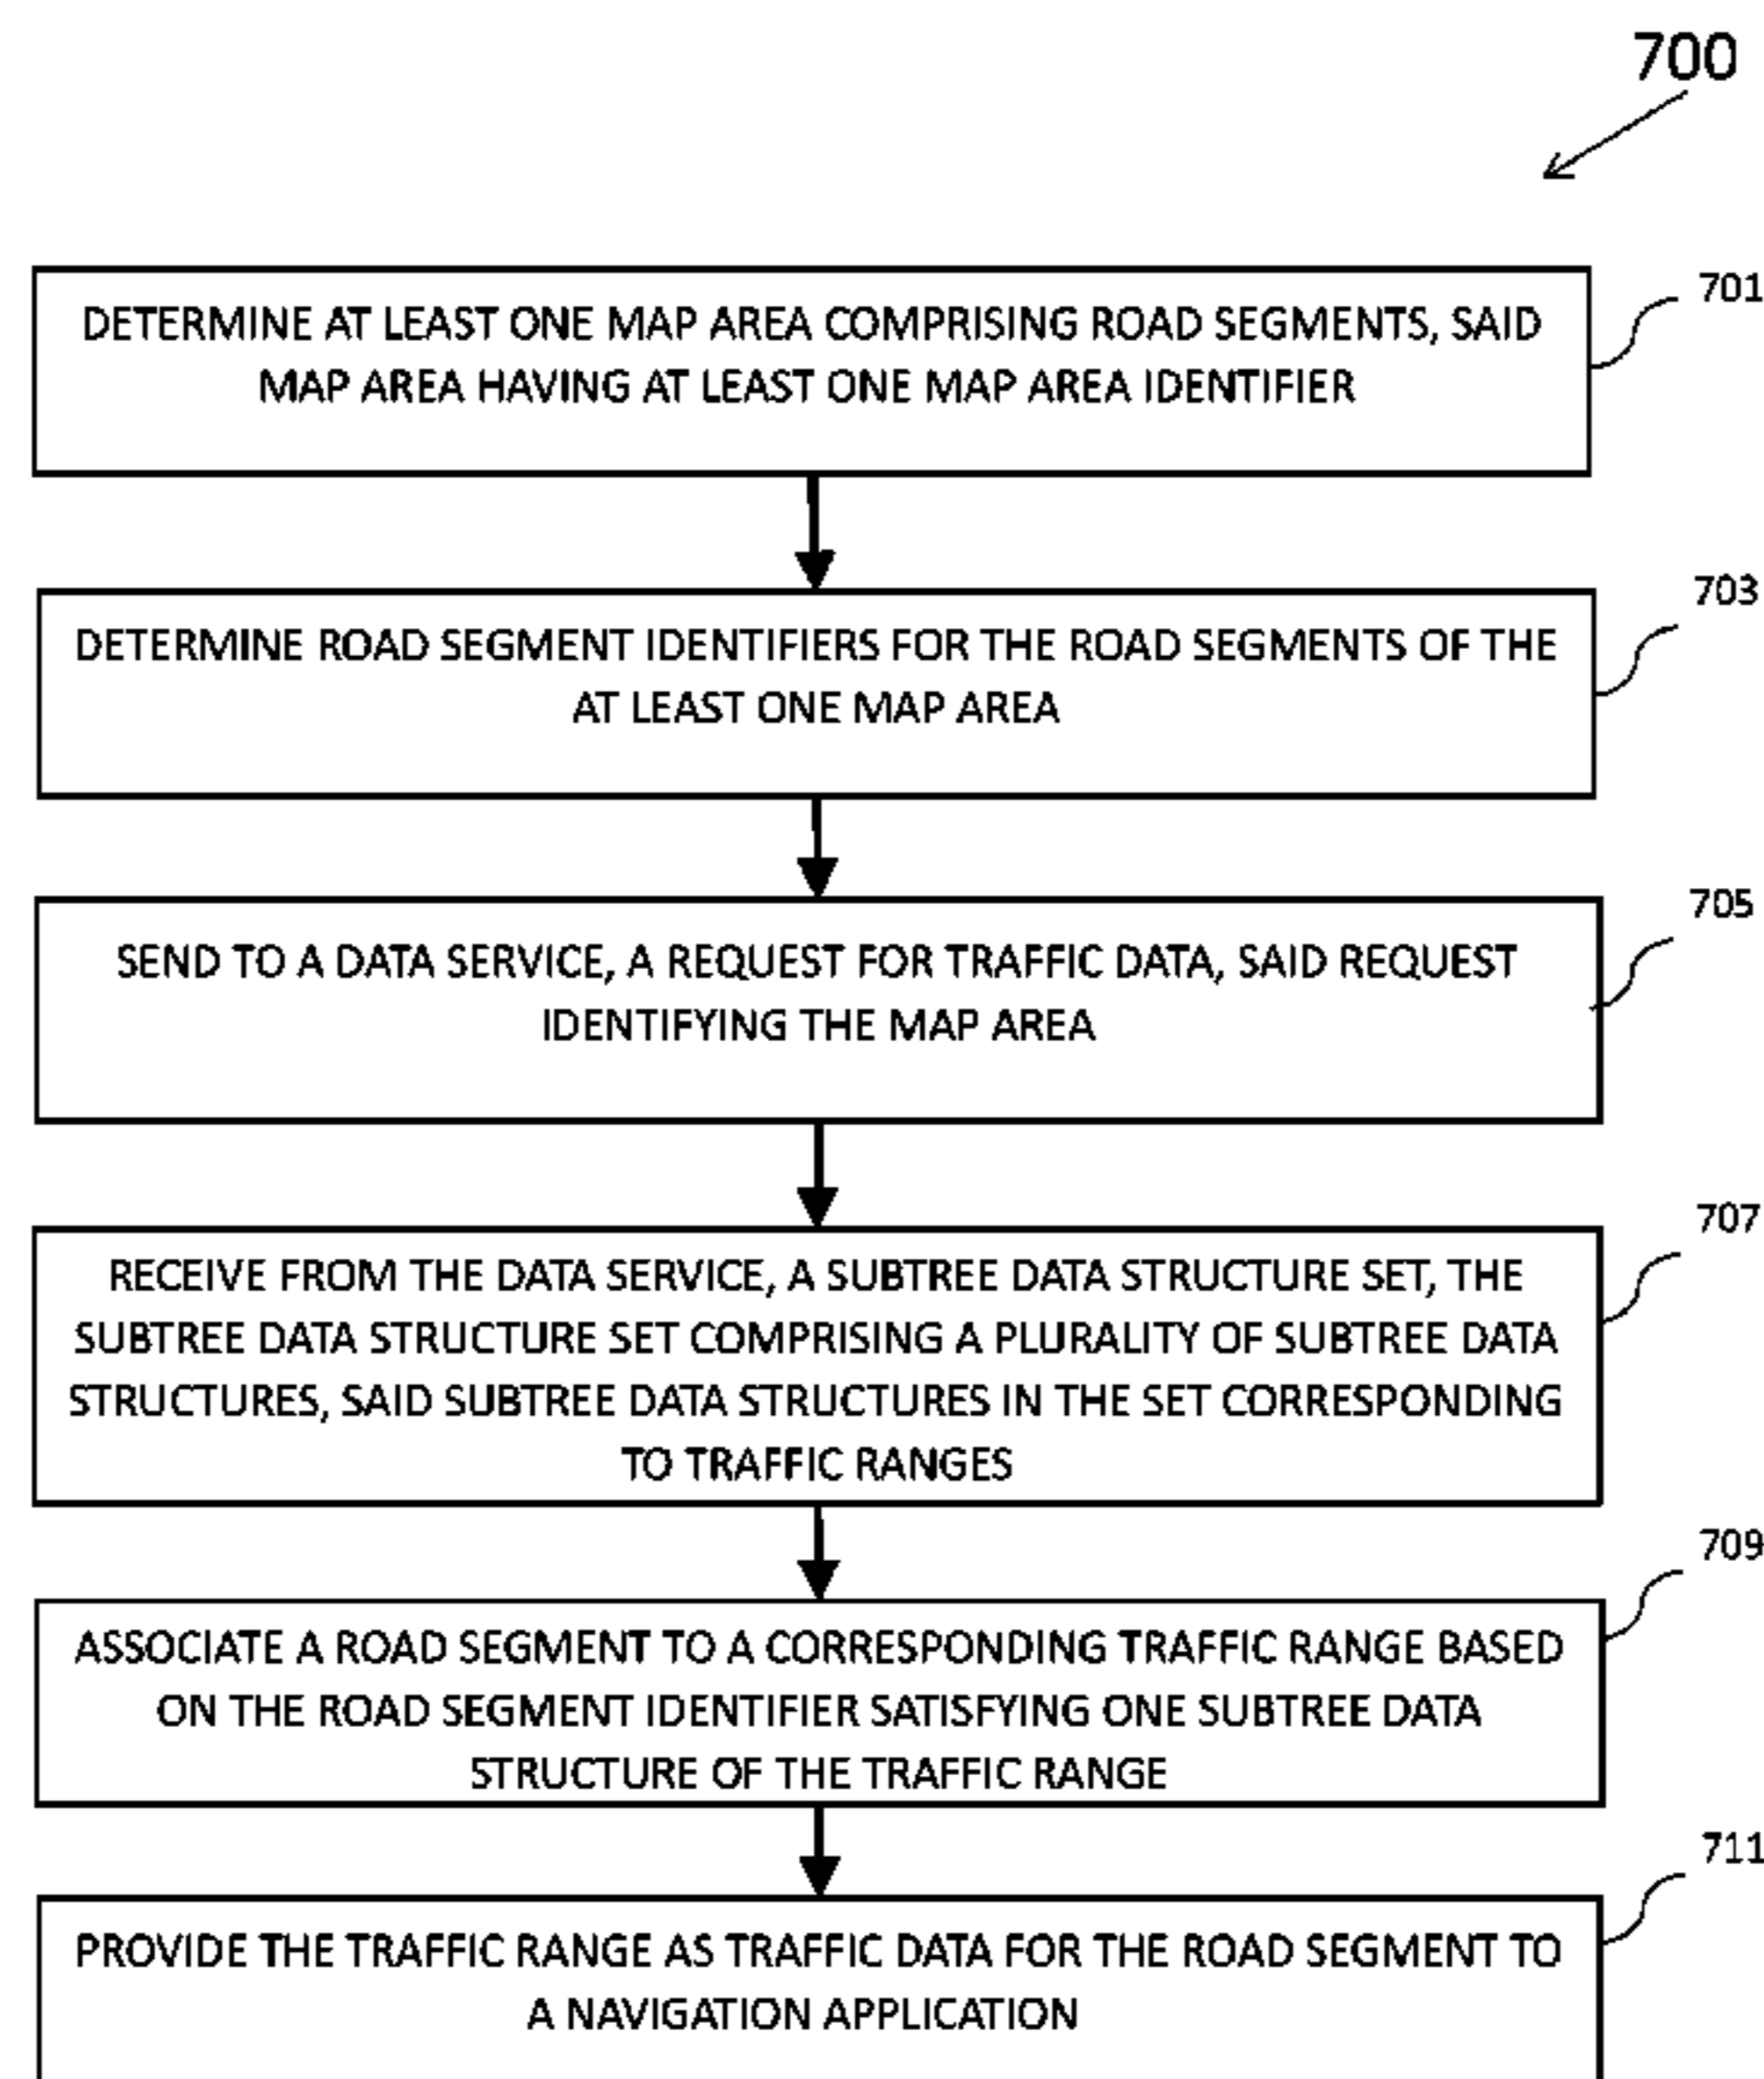 700
701
DETERMINE AT LEAST ONE MAP AREA COMPRISING ROAD SEGMENTS, SAID
MAP AREA HAVING AT LEAST ONE MAP AREA IDENTIFIER
703
DETERMINE ROAD SEGMENT IDENTIFIERS FOR THE ROAD SEGMENTS OF THE
AT LEAST ONE MAP AREA
705
SEND TO A DATA SERVICE, A REQUEST FOR TRAFFIC DATA, SAID REQUEST
IDENTIFYING THE MAP AREA
707
RECEIVE FROM THE DATA SERVICE, A SUBTREE DATA STRUCTURE SET, THE
SUBTREE DATA STRUCTURE SET COMPRISING A PLURALITY OF SUBTREE DATA
STRUCTURES, SAID SUBTREE DATA STRUCTURES IN THE SET CORRESPONDING
TO TRAFFIC RANGES
709
ASSOCIATE A ROAD SEGMENT TO A CORRESPONDING TRAFFIC RANGE BASED
ON THE ROAD SEGMENT IDENTIFIER SATISFYING ONE SUBTREE DATA
STRUCTURE OF THE TRAFFIC RANGE
711
PROVIDE THE TRAFFIC RANGE AS TRAFFIC DATA FOR THE ROAD SEGMENT TO
A NAVIGATION APPLICATION